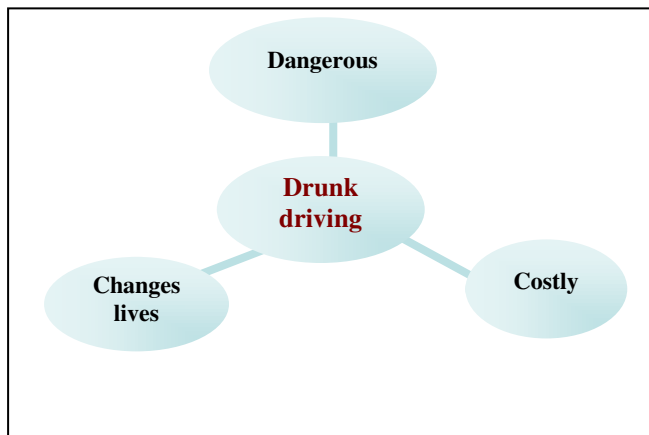 Dangerous
Drunk
driving
Changes
lives
Costly